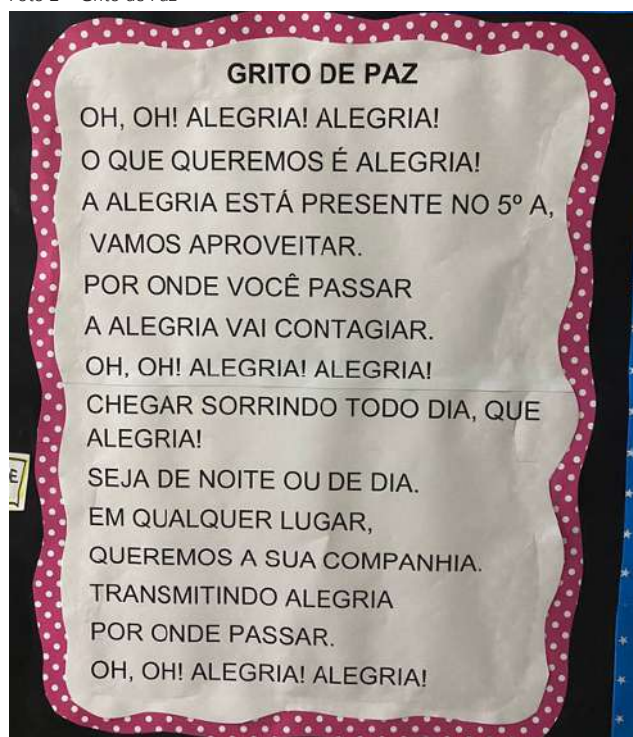 GRITO DE PAZ
OH, OH! ALEGRIA! ALEGRIA!
O QUE QUEREMOS É ALEGRIA!
A ALEGRIA ESTÁ PRESENTE NO 5º A,
VAMOS APROVEITAR.
POR ONDE VOCÊ PASSAR
A ALEGRIA VAI CONTAGIAR.
OH, OH! ALEGRIA! ALEGRIA!
CHEGAR SORRINDO TODO DIA, QUE
ALEGRIA!
SEJA DE NOITE OU DE DIA.
EM QUALQUER LUGAR,
QUEREMOS A SUA COMPANHIA.
TRANSMITINDO ALEGRIA
POR ONDE PASSAR.
OH, OH! ALEGRIA! ALEGRIA!